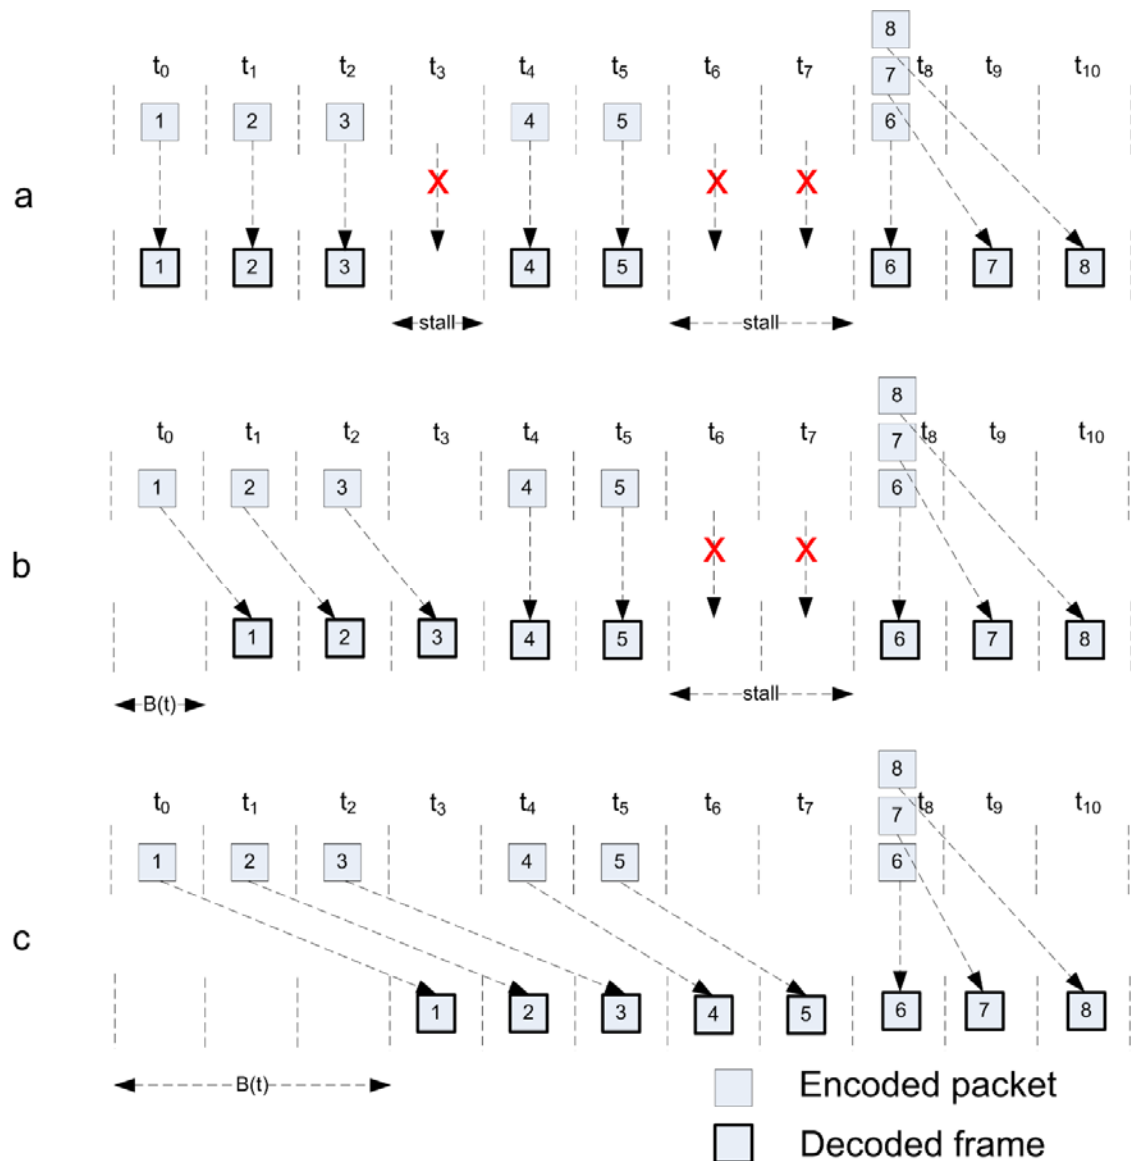 8
t0 t1 t2 t3 t4 t5 t6 t7 7 t8 t9 t10
1 2 3 4 5 6
X X X
a
1 2 3 4 5 6 7 8
stall stall
8
t0 t1 t2 t3 t4 t5 t6 t7 7 t8 t9 t10
1 2 3 4 5 6
X X
b
1 2 3 4 5 6 7 8
B(t) stall
8
t0 t1 t2 t3 t4 t5 t6 t7 7 t8 t9 t10
1 2 3 4 5 6
c
1 2 3 4 5 6 7 8
B(t)
Encoded packet
Decoded frame